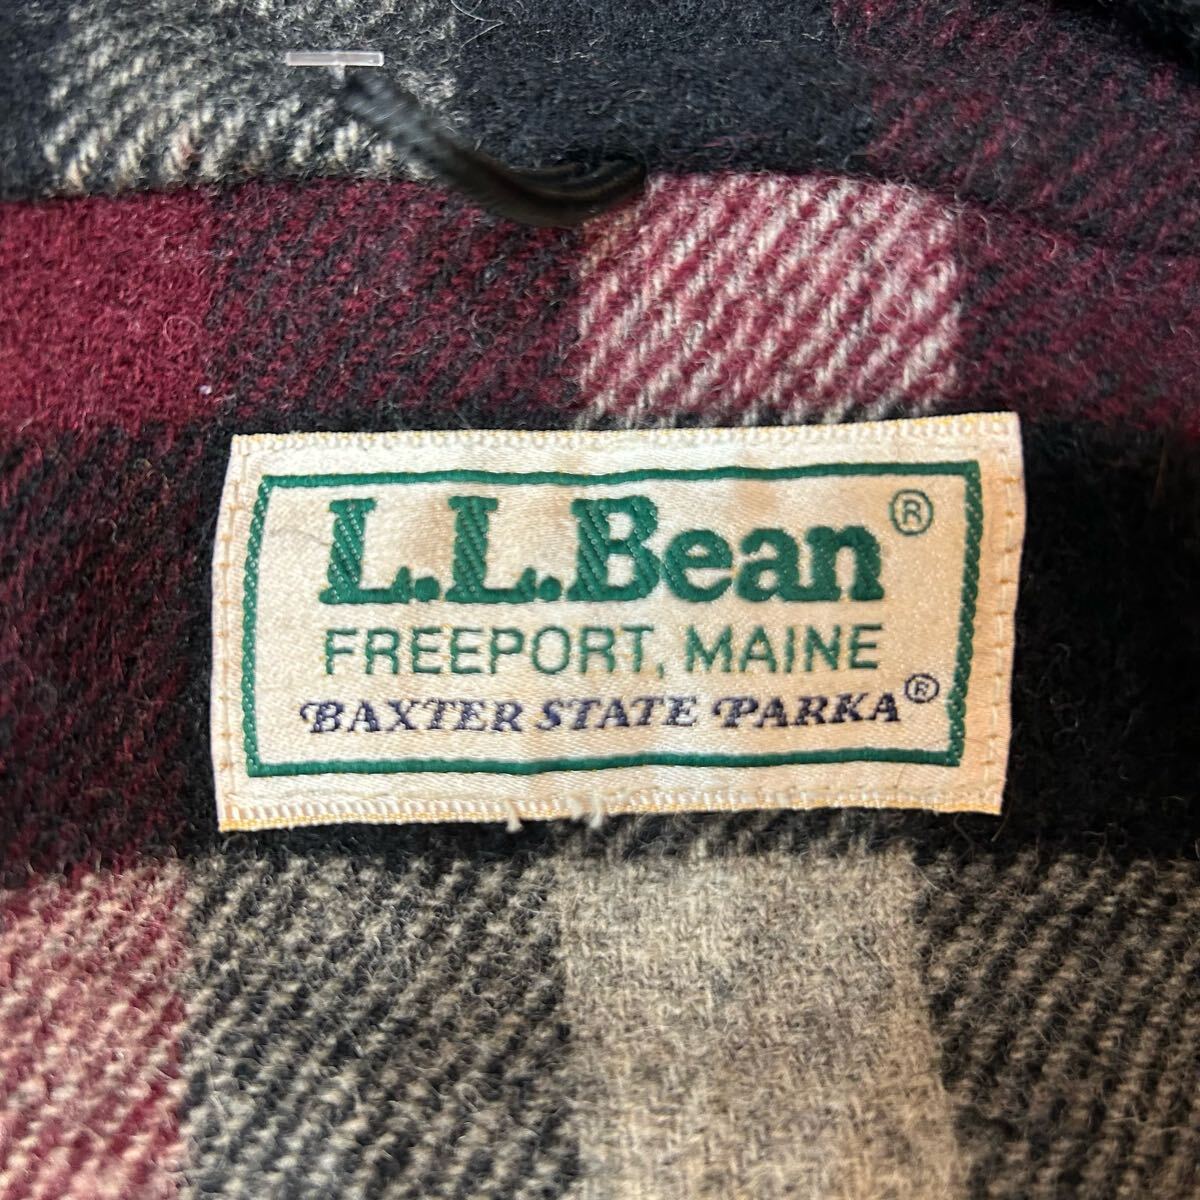 L.L.Bean®
FREEPORT, MAINE
BAXTER STATE PARKA®